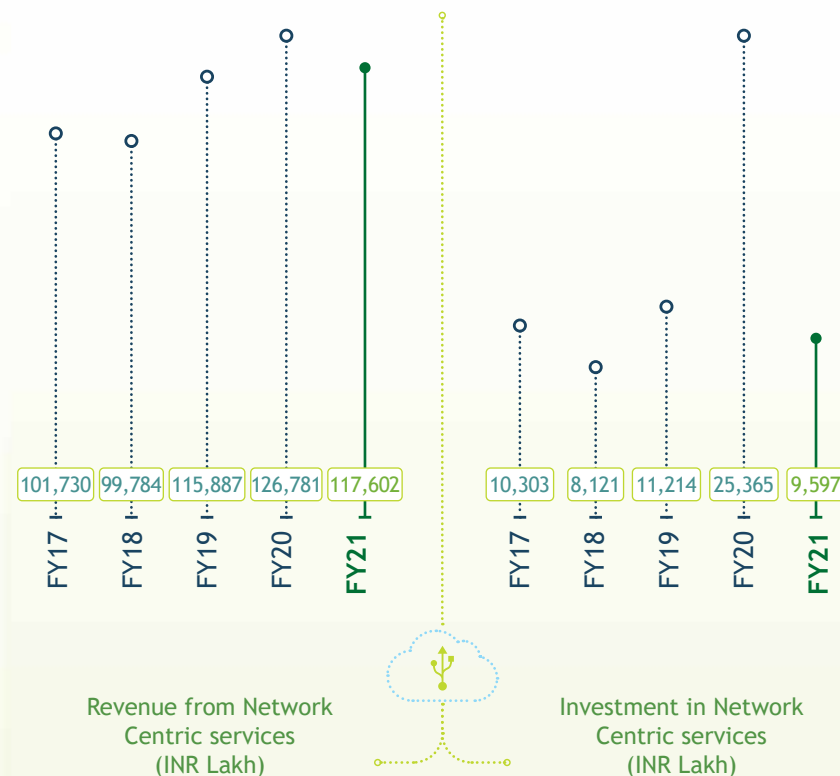 101,730 99,784 115,887 126,781 117,602
FY17 FY18 FY19 FY20 FY21
Revenue from Network
Centric services
(INR Lakh)
10,303 8,121 11,214 25,365 9,597
FY17 FY18 FY19 FY20 FY21
Investment in Network
Centric services
(INR Lakh)